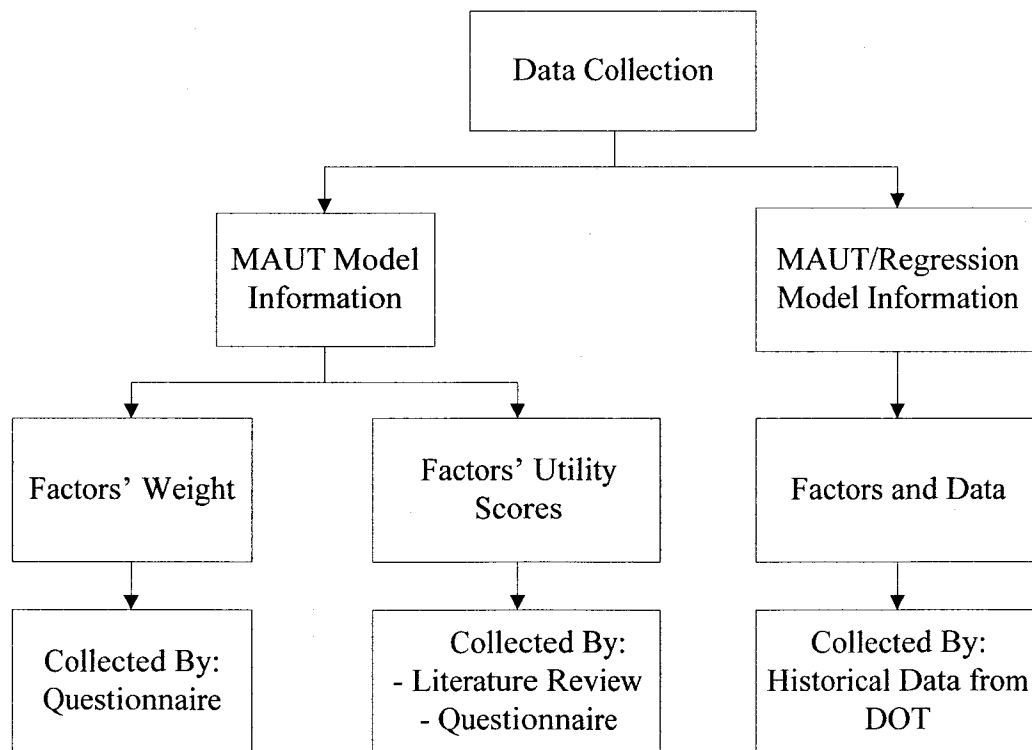 Data Collection
MAUT Model
Information
MAUT/Regression
Model Information
Factors’ Weight
Factors’ Utility
Scores
Factors and Data
Collected By:
Questionnaire
Collected By:
- Literature Review
- Questionnaire
Collected By:
Historical Data from
DOT